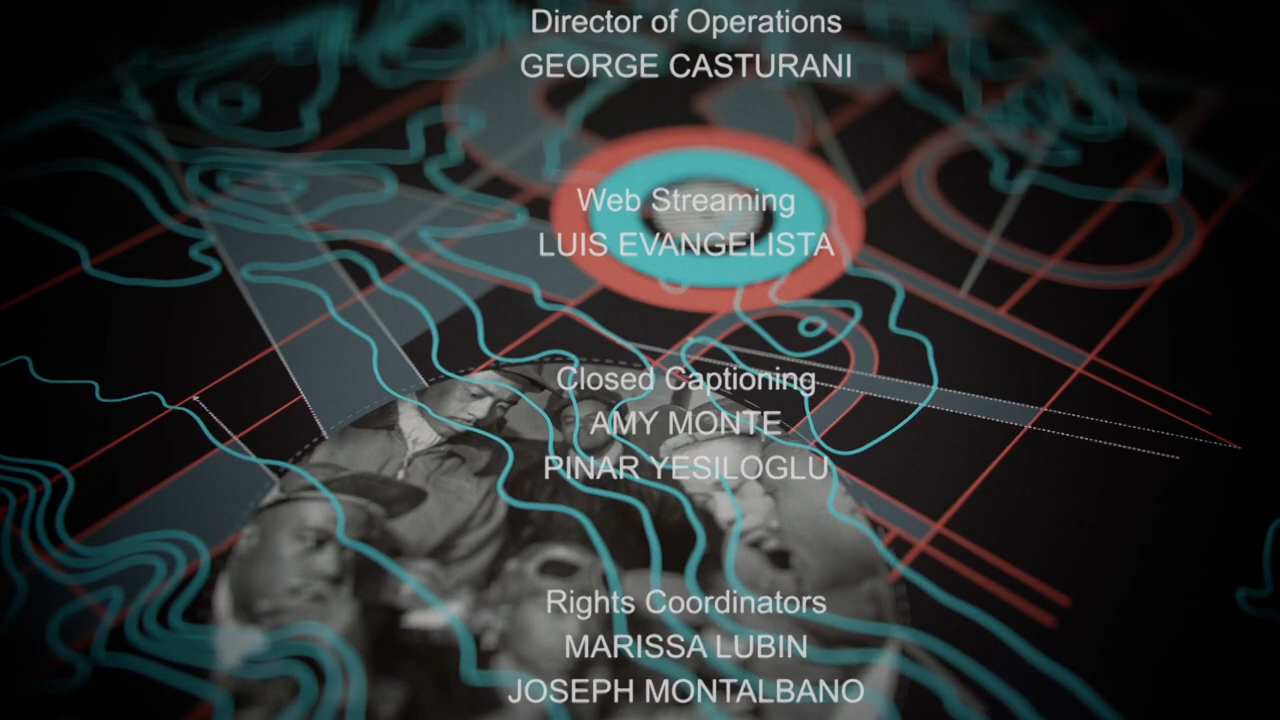 Director of Operations
GEORGE CASTURANI
Web Streaming
LUIS EVANGELISTA
Closed Captioning
AMY MONTE
PINAR YESILOGLU
Rights Coordinators
MARISSA LUBIN
JOSEPH MONTALBANO